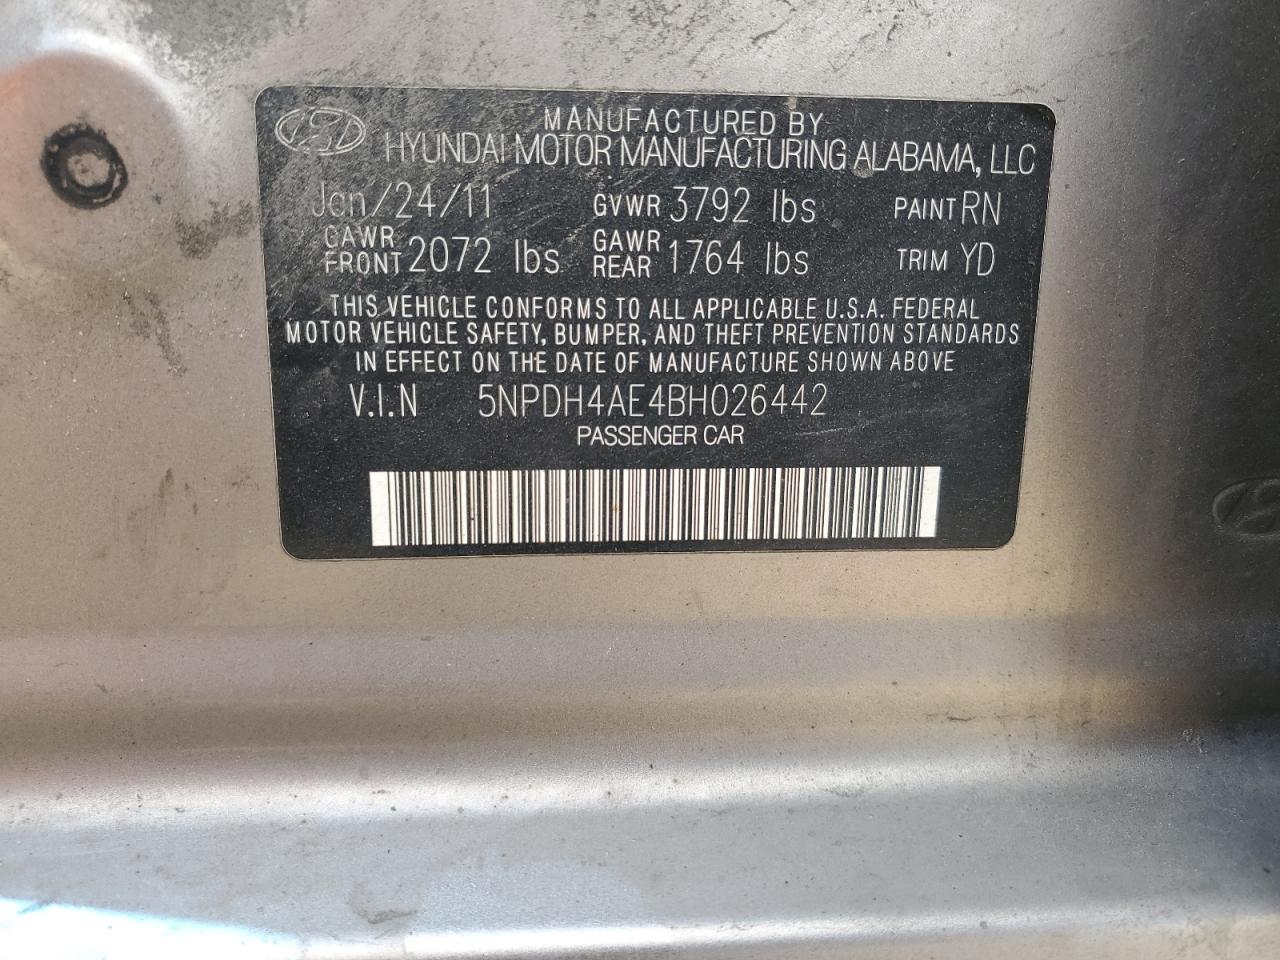 MANUFACTURED BY
HYUNDAI MOTOR MANUFACTURING ALABAMA, LLC
Jan/24/11 GVWR 3792 lbs PAINT RN
GAWR FRONT 2072 lbs GAWR REAR 1764 lbs TRIM YD
THIS VEHICLE CONFORMS TO ALL APPLICABLE U.S.A. FEDERAL
MOTOR VEHICLE SAFETY, BUMPER, AND THEFT PREVENTION STANDARDS
IN EFFECT ON THE DATE OF MANUFACTURE SHOWN ABOVE
V.I.N 5NPDH4AE4BH026442
PASSENGER CAR